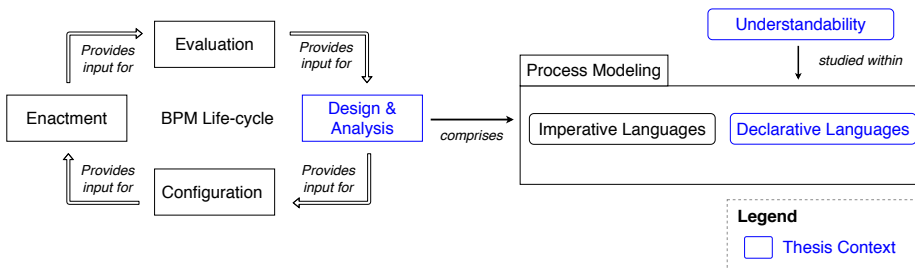 Understandability
Provides
input for
Evaluation
Provides
input for
studied within
Process Modeling
Enactment
BPM Life-cycle
Design &
Analysis
comprises
Imperative Languages
Declarative Languages
Provides
input for
Configuration
Provides
input for
Legend
Thesis Context